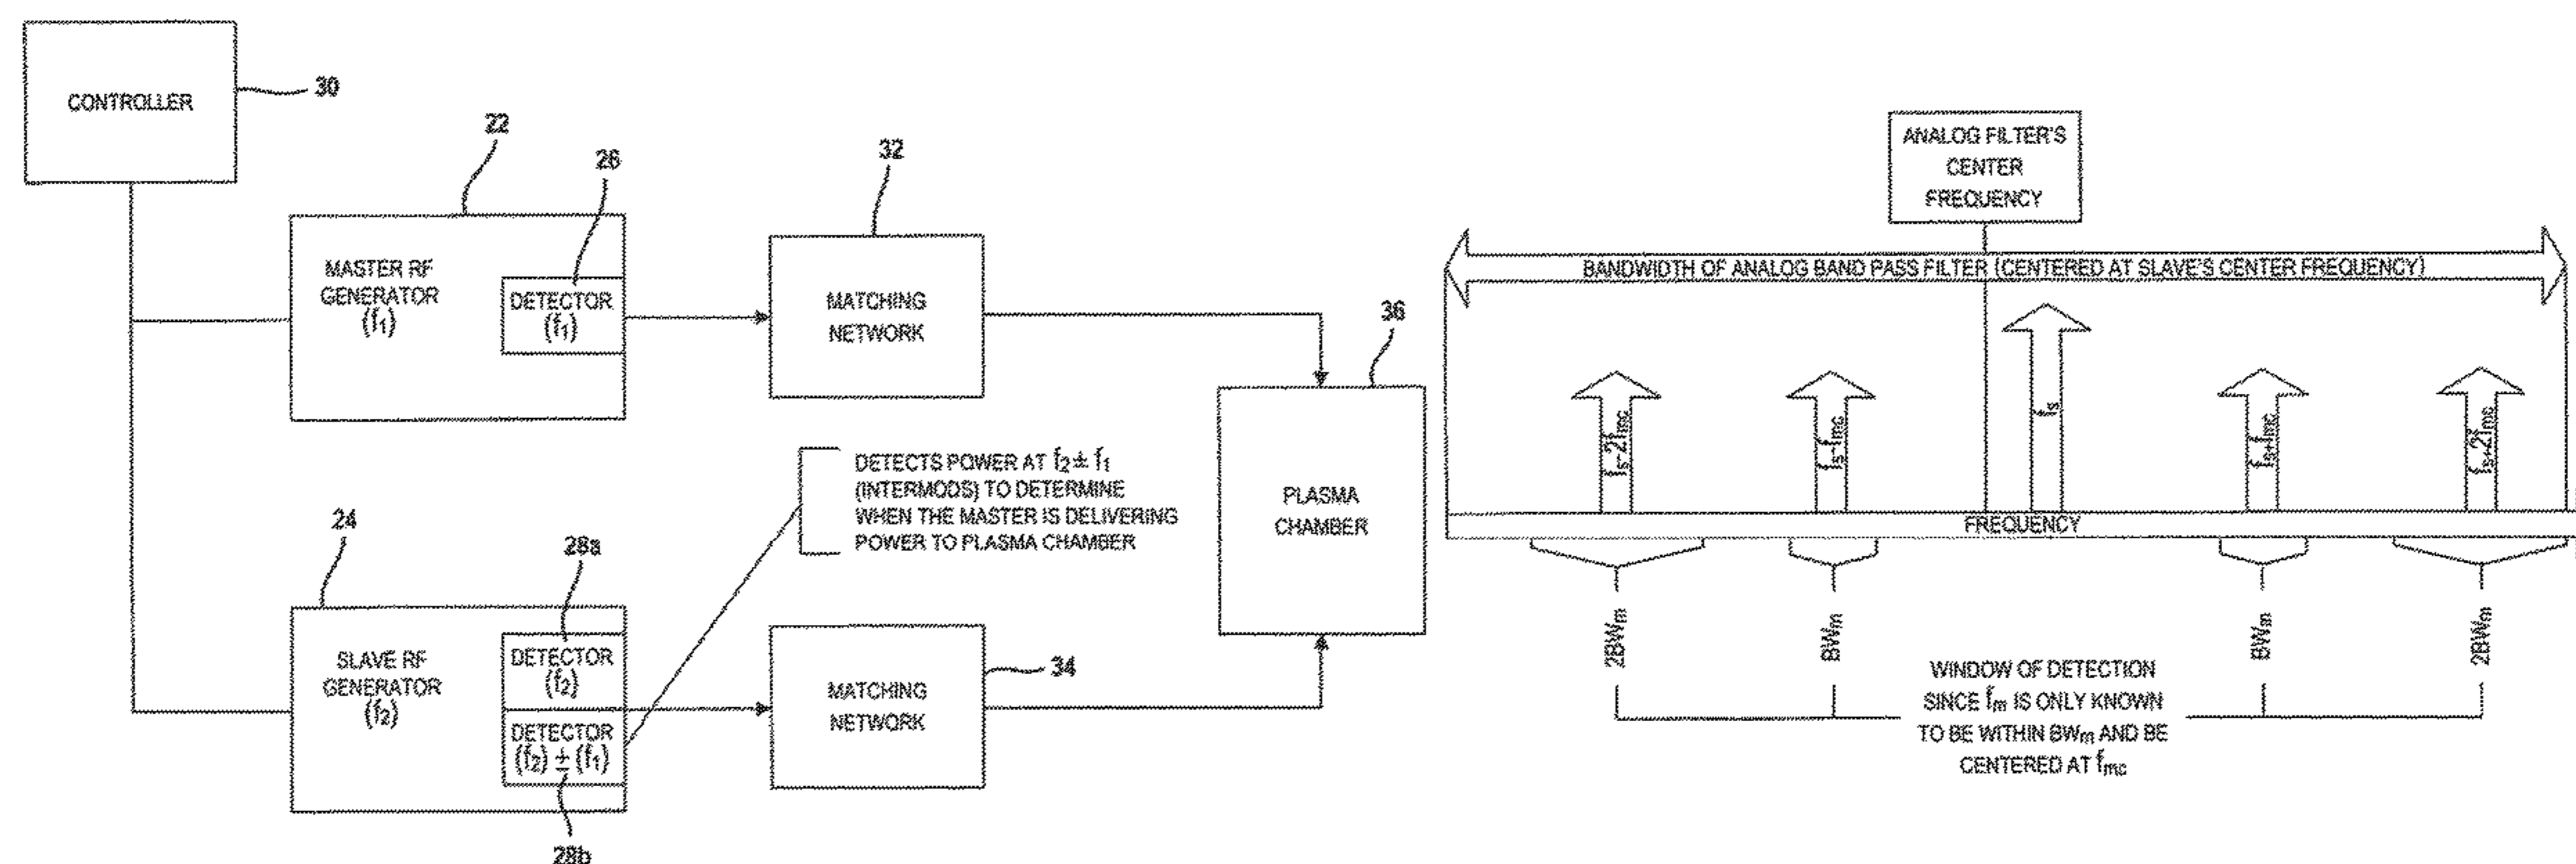 CONTROLLER
30
22
26
MASTER RF
GENERATOR
(f₁)
DETECTOR
(f₁)
32
MATCHING
NETWORK
36
PLASMA
CHAMBER
DETECTS POWER AT f₂ ± f₁
(INTERMODS) TO DETERMINE
WHEN THE MASTER IS DELIVERING
POWER TO PLASMA CHAMBER
24
28a
SLAVE RF
GENERATOR
(f₂)
DETECTOR
(f₂)
DETECTOR
(f₂) ± (f₁)
28b
34
MATCHING
NETWORK
ANALOG FILTER'S
CENTER
FREQUENCY
BANDWIDTH OF ANALOG BAND PASS FILTER (CENTERED AT SLAVE'S CENTER FREQUENCY)
fₛ-2fmc
fₛ-fmc
fₛ
fₛ+fmc
fₛ+2fmc
FREQUENCY
2BWm
BWm
BWm
2BWm
WINDOW OF DETECTION
SINCE fm IS ONLY KNOWN
TO BE WITHIN BWm AND BE
CENTERED AT fmc